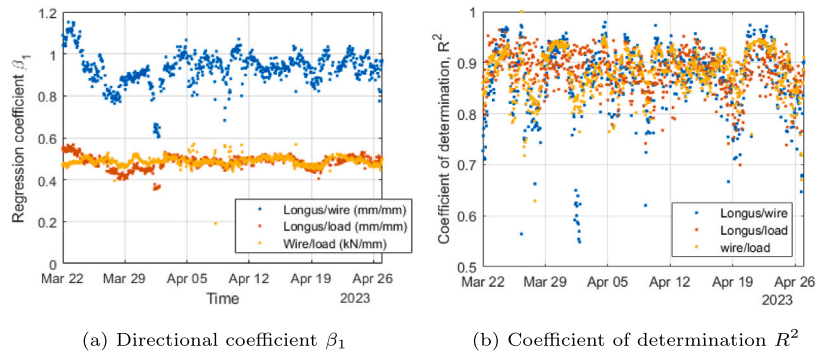 Regression coefficient β1
1.2
1
0.8
0.6
0.4
0.2
0
Longus/wire (mm/mm)
Longus/load (mm/mm)
Wire/load (kN/mm)
Mar 22
Mar 29
Apr 05
Apr 12
Apr 19
Apr 26
Time
2023
(a) Directional coefficient β1
Coefficient of determination, R²
1
0.9
0.8
0.7
0.6
0.5
Longus/wire
Longus/load
wire/load
Mar 22
Mar 29
Apr 05
Apr 12
Apr 19
Apr 26
2023
(b) Coefficient of determination R²